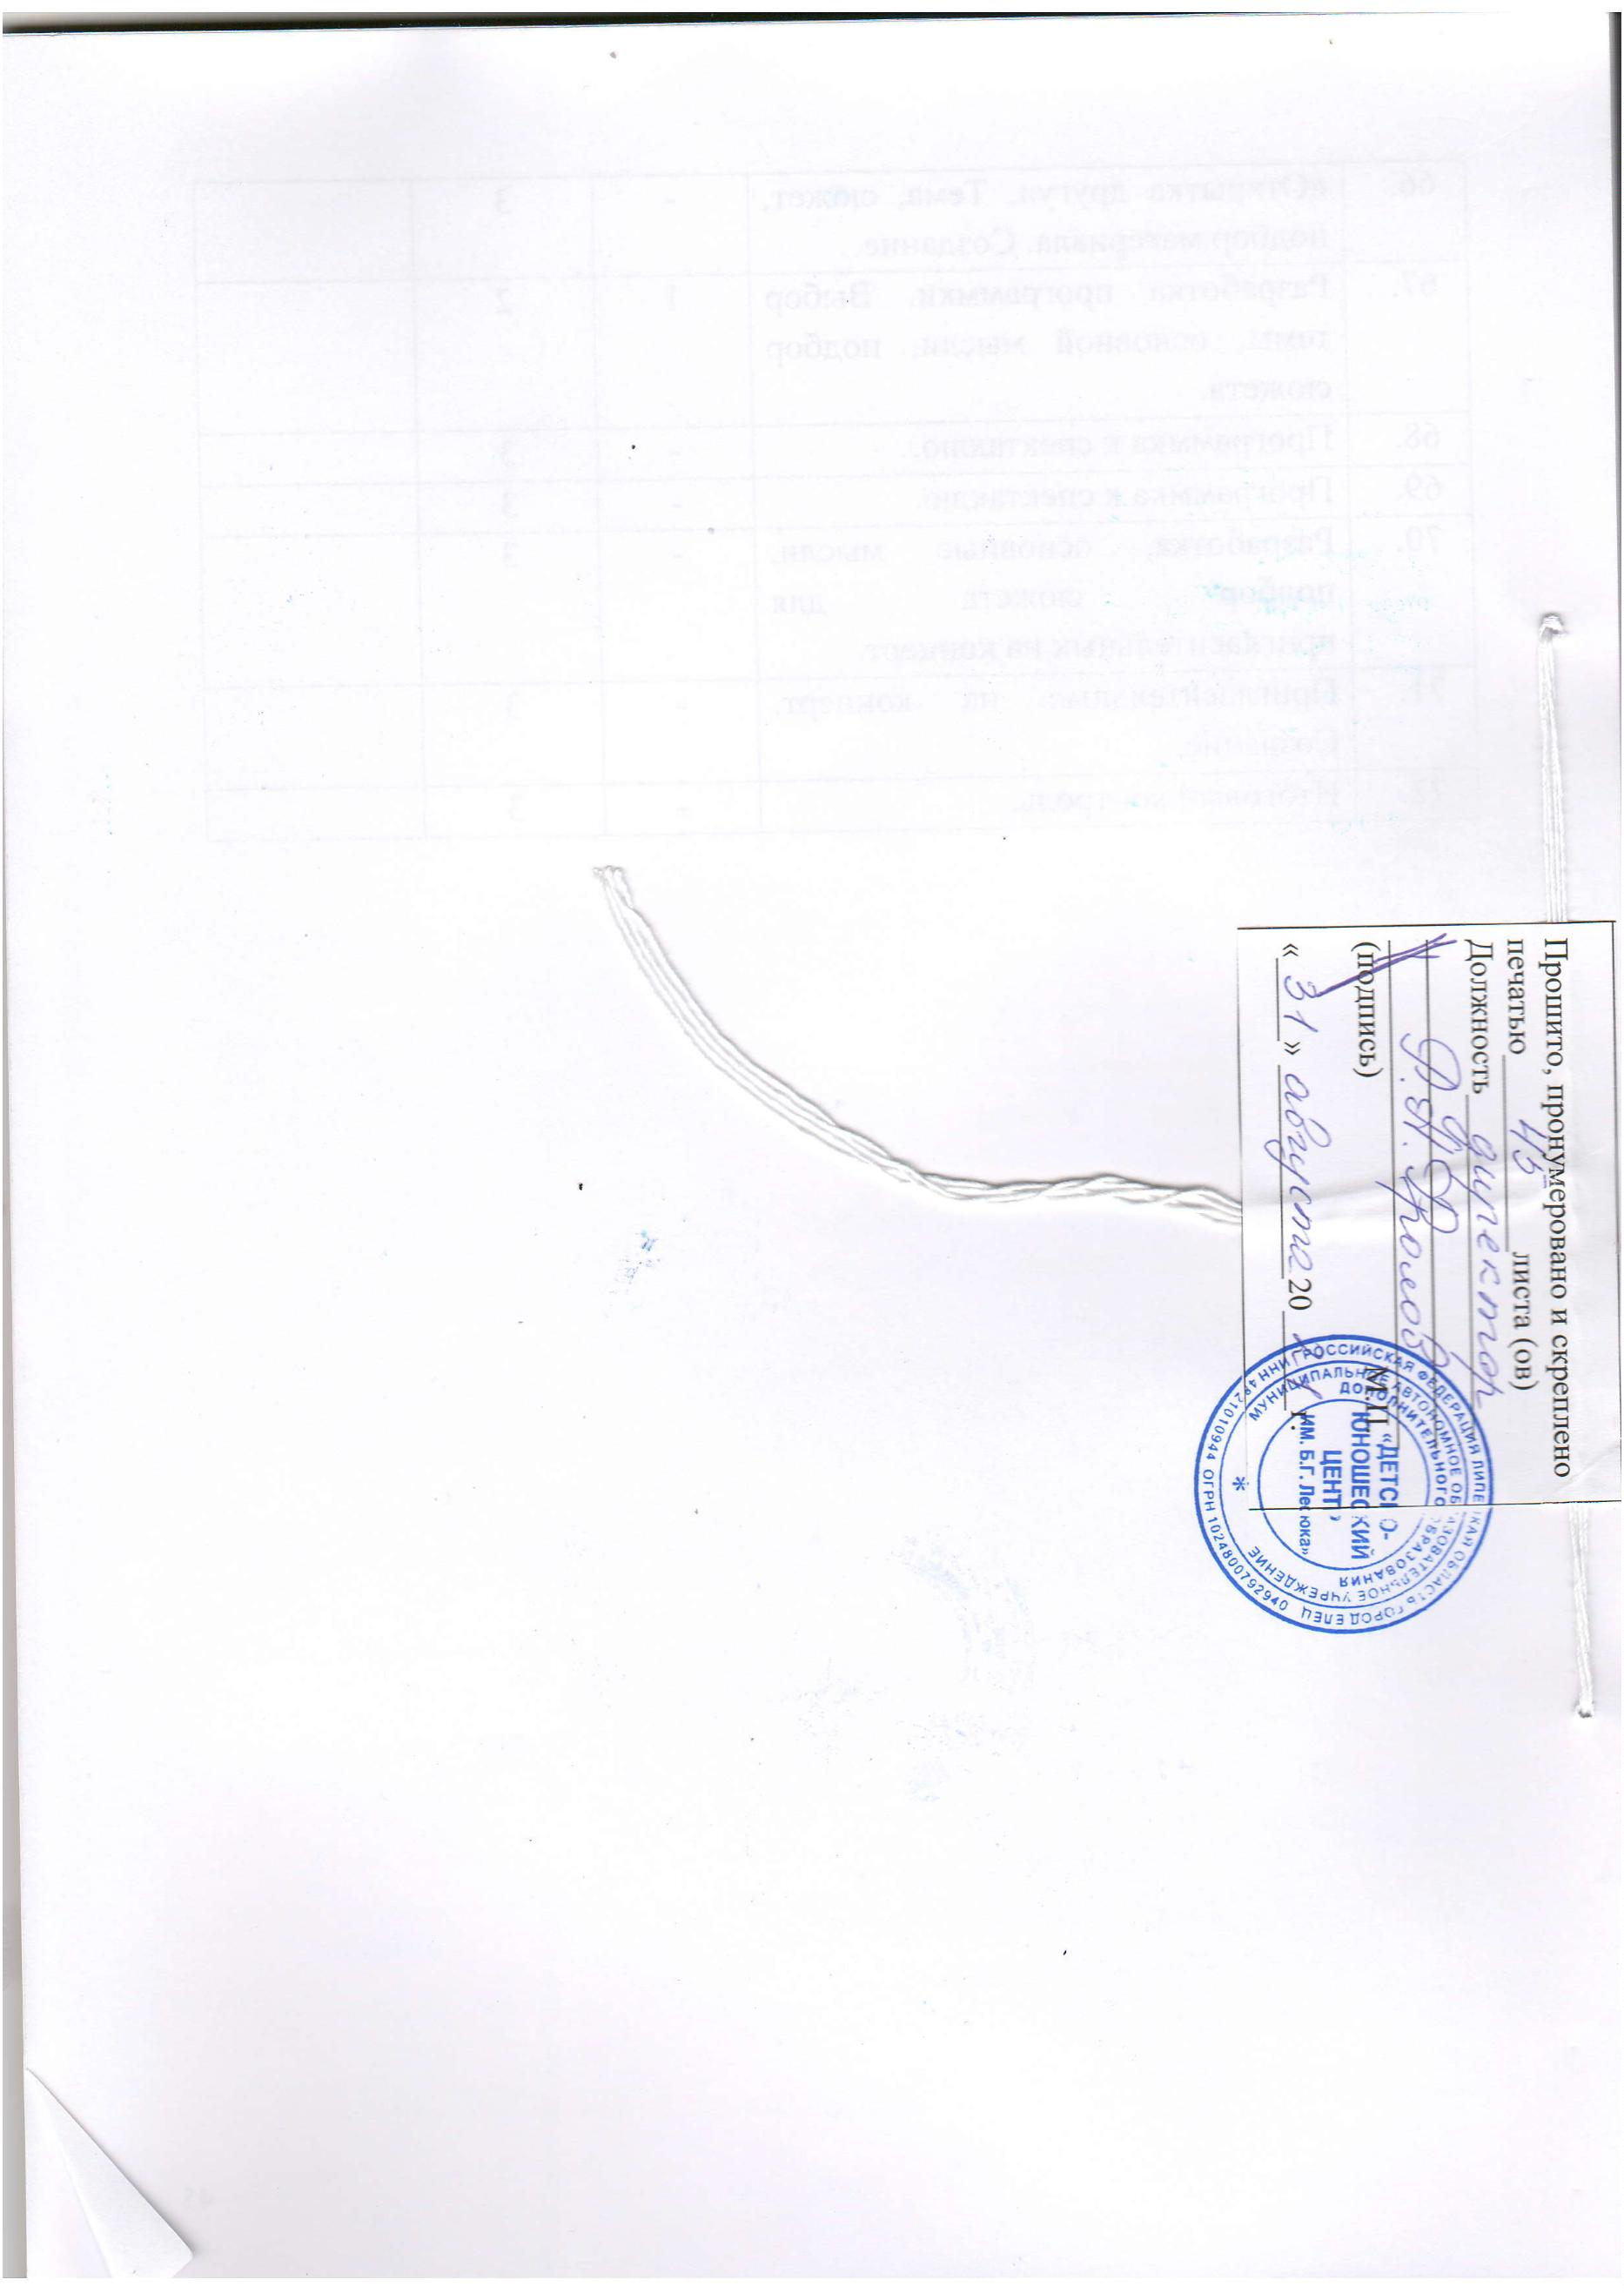 Прошито, пронумеровано и скреплено
печатью 45 листа (ов)
Должность директор
Фролов
(подпись) М.П.
« 31 » августа 20 г.
РОССИЙСКАЯ ФЕДЕРАЦИЯ ЛИПЕЦКАЯ ОБЛАСТЬ ГОРОД ЕЛЕЦ
ИНН 4821010944 ОГРН 1024800792940
МУНИЦИПАЛЬНОЕ АВТОНОМНОЕ ОБРАЗОВАТЕЛЬНОЕ УЧРЕЖДЕНИЕ
ДОПОЛНИТЕЛЬНОГО ОБРАЗОВАНИЯ
«ДЕТСКО-
ЮНОШЕСКИЙ
ЦЕНТР
ИМ. Б.Г. Лесюка»
66. «Открытка другу». Тема, сюжет, - 3
подбор материала. Создание.
67. Разработка программки. Выбор 1 2
темы, основной мысли, подбор
сюжета.
68. Программка к спектаклю. - 3
69. Программка к спектаклю - 3
70. Разработка, основные мысли, - 3
подбор сюжета для
пригласительных на концерт
71. Пригласительные на концерт. - 3
Создание.
72. Итоговый контроль. - 3
45